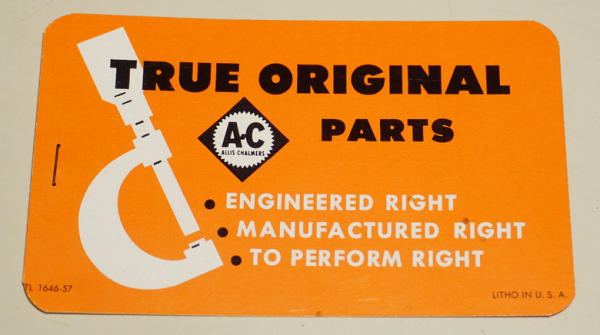 TRUE ORIGINAL
A-C
ALLIS CHALMERS
PARTS
• ENGINEERED RIGHT
• MANUFACTURED RIGHT
• TO PERFORM RIGHT
TL 1646-57
LITHO IN U. S. A.